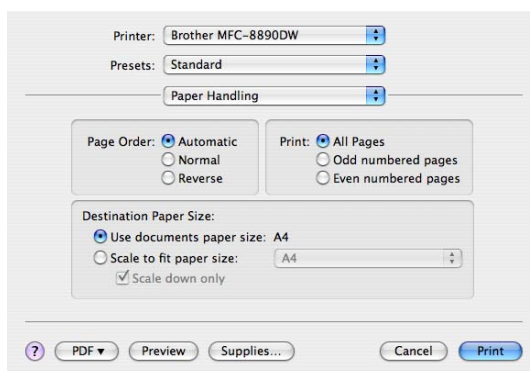 Printer: Brother MFC-8890DW
Presets: Standard
Paper Handling
Page Order: Automatic Print: All Pages
Normal Odd numbered pages
Reverse Even numbered pages
Destination Paper Size:
Use documents paper size: A4
Scale to fit paper size: A4
Scale down only
? PDF ▼ Preview Supplies... Cancel Print